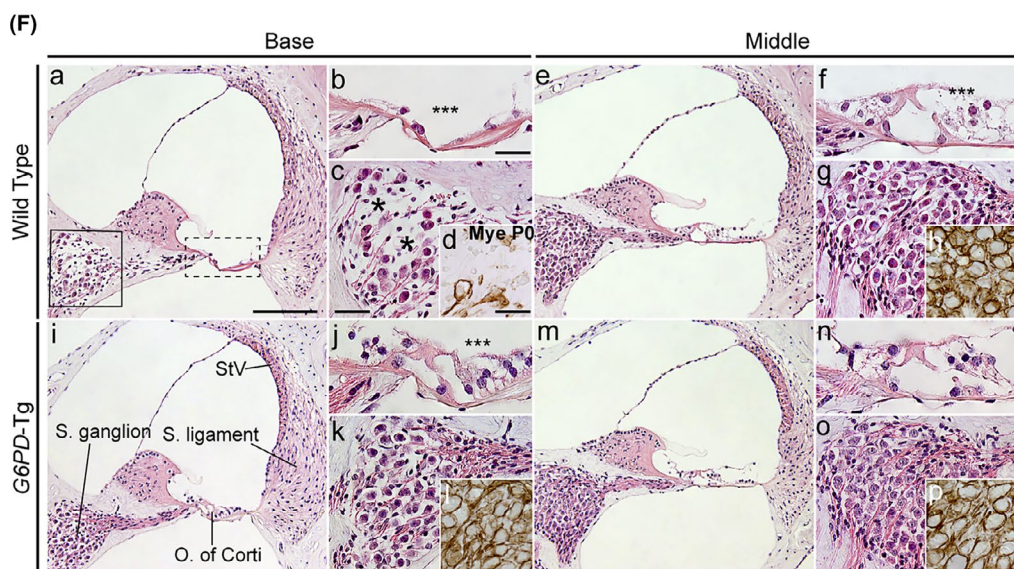 (F)
Base
Middle
Wild Type
a
b
***
c
*
*
d
Mye P0
e
f
***
g
h
G6PD-Tg
i
StV
S. ganglion
S. ligament
O. of Corti
j
***
k
l
m
n
o
p